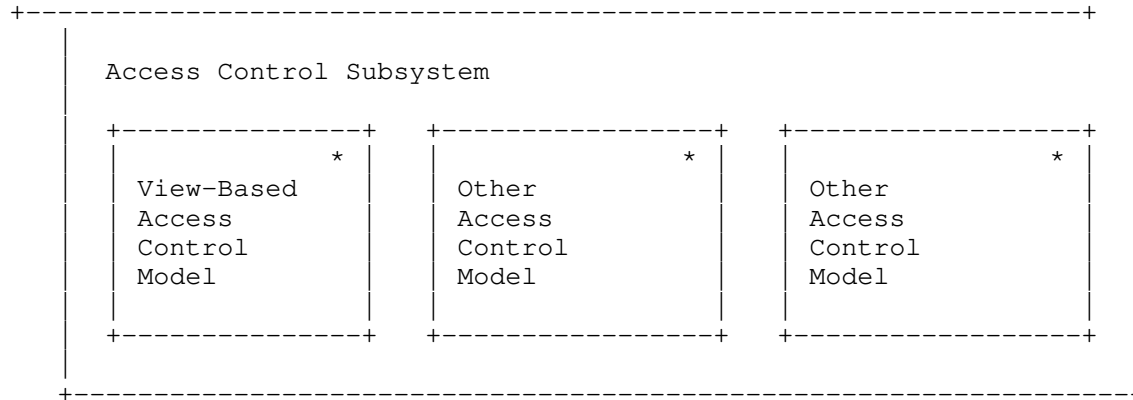 Access Control Subsystem
* * *
View-Based Other Other
Access Access Access
Control Control Control
Model Model Model